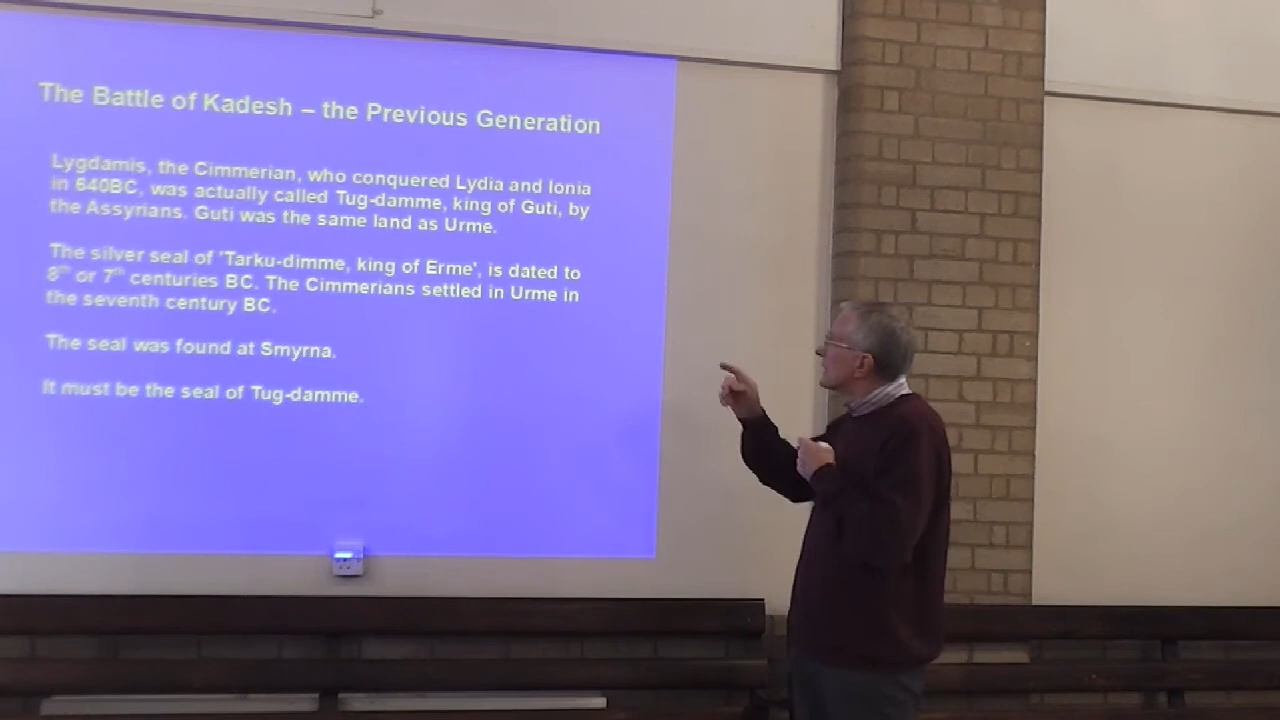 The Battle of Kadesh – the Previous Generation
Lygdamis, the Cimmerian, who conquered Lydia and Ionia
in 640BC, was actually called Tug-damme, king of Guti, by
the Assyrians. Guti was the same land as Urme.
The silver seal of 'Tarku-dimme, king of Erme', is dated to
8th or 7th centuries BC. The Cimmerians settled in Urme in
the seventh century BC.
The seal was found at Smyrna.
It must be the seal of Tug-damme.